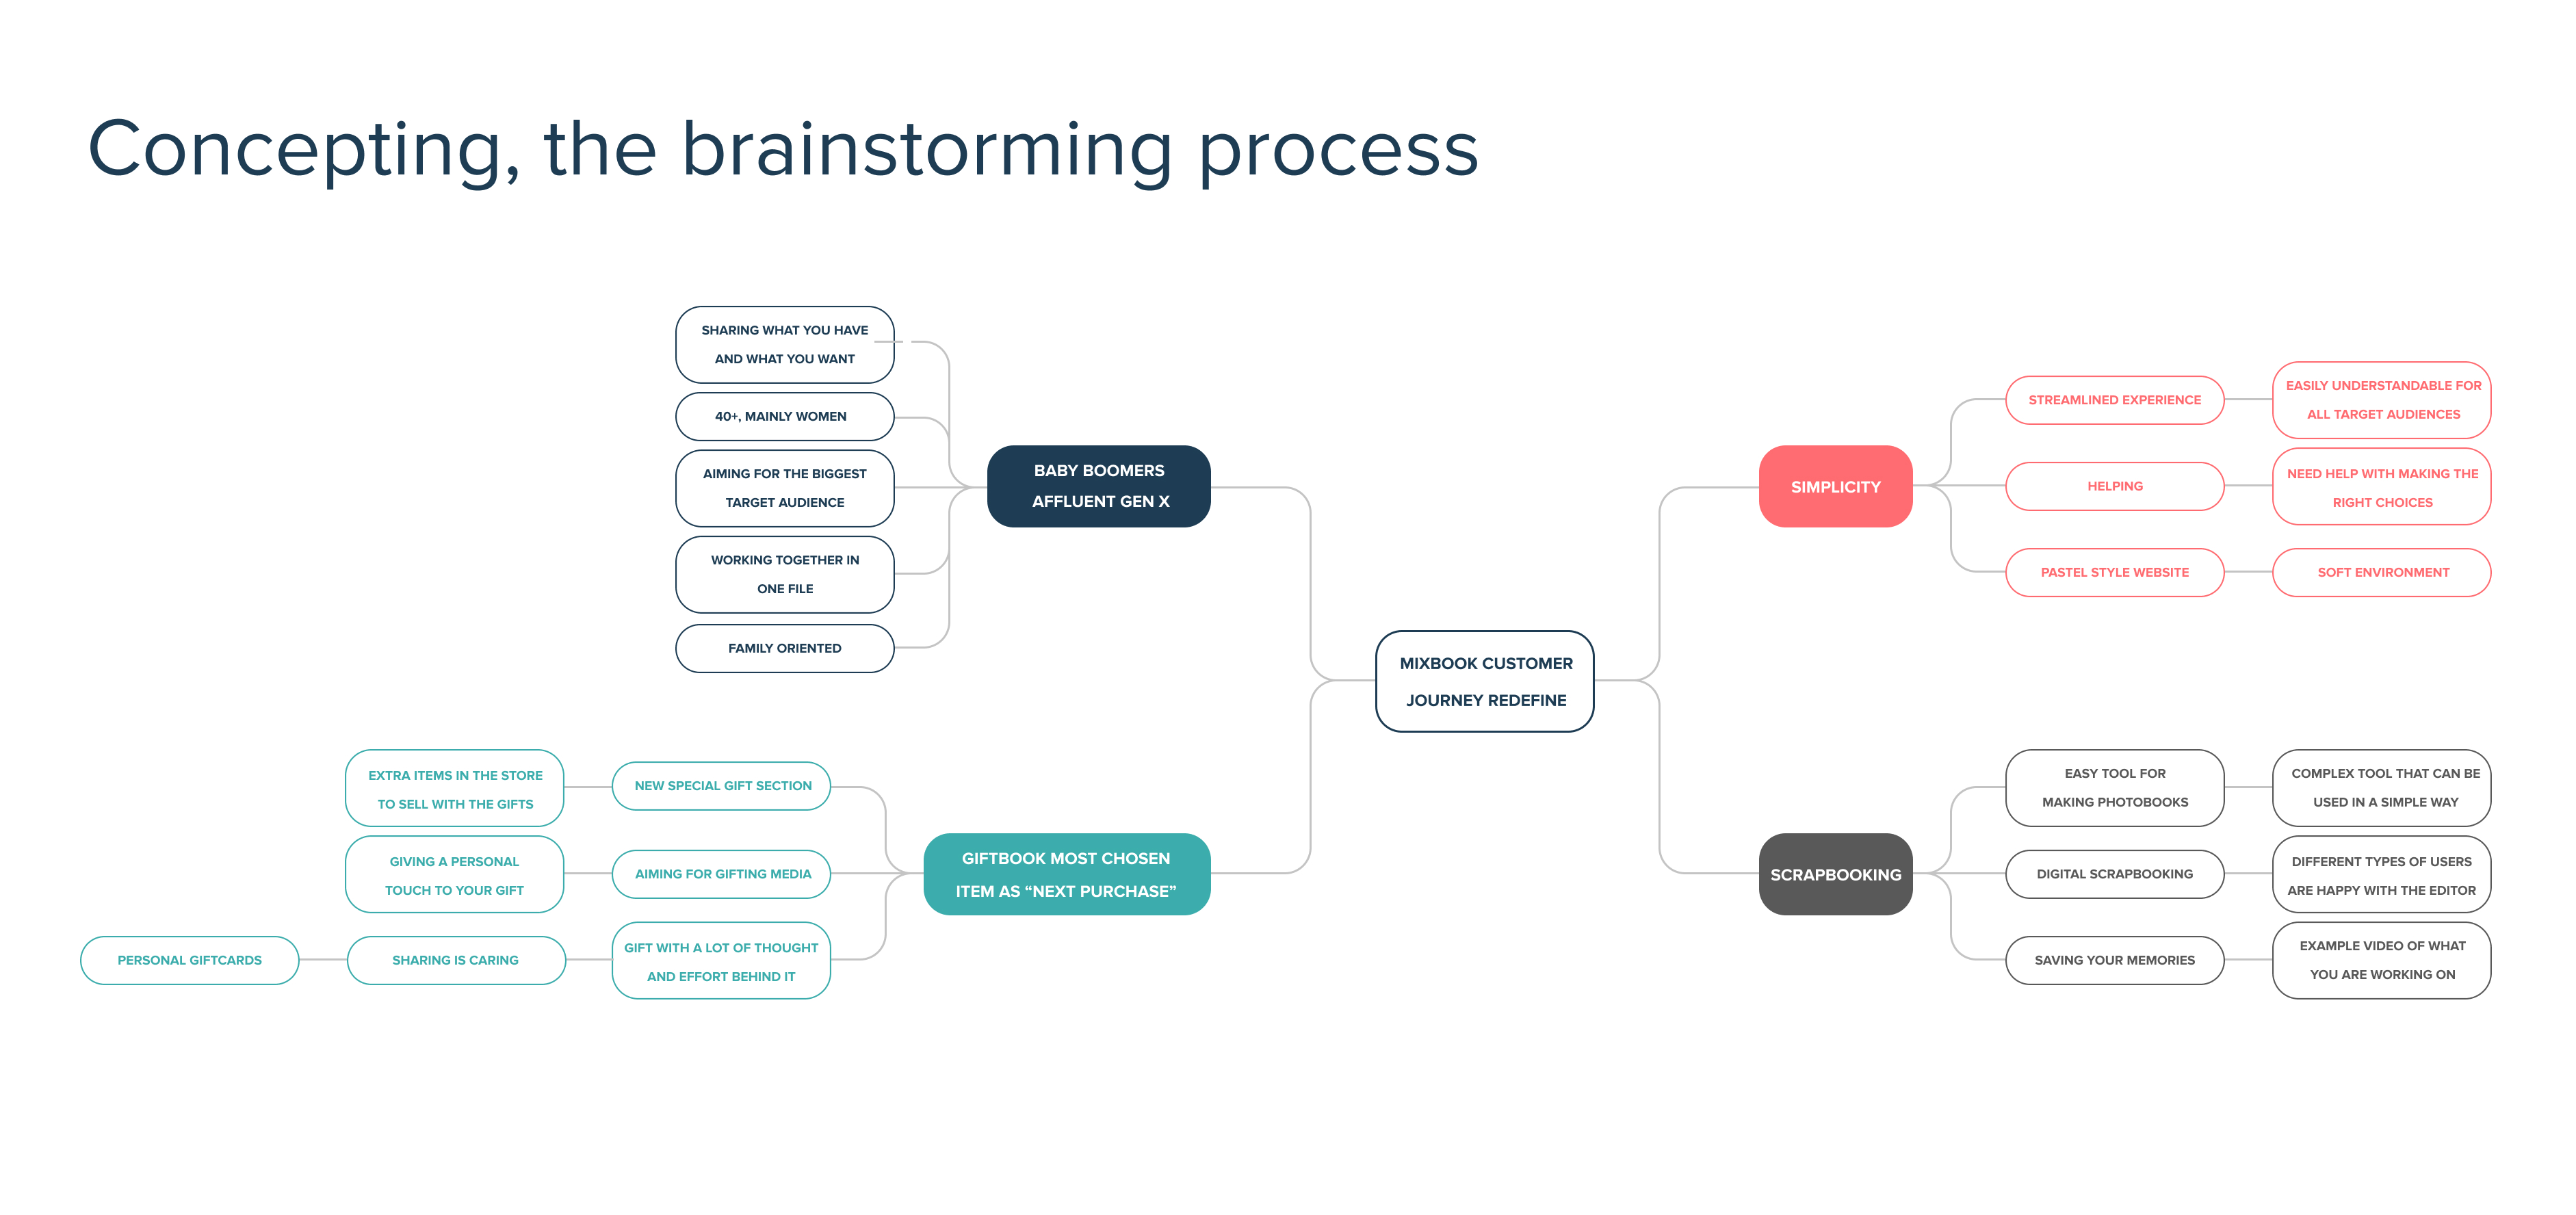 Concepting, the brainstorming process
SHARING WHAT YOU HAVE
AND WHAT YOU WANT
40+, MAINLY WOMEN
AIMING FOR THE BIGGEST
TARGET AUDIENCE
WORKING TOGETHER IN
ONE FILE
FAMILY ORIENTED
BABY BOOMERS
AFFLUENT GEN X
EXTRA ITEMS IN THE STORE
TO SELL WITH THE GIFTS
NEW SPECIAL GIFT SECTION
GIVING A PERSONAL
TOUCH TO YOUR GIFT
AIMING FOR GIFTING MEDIA
PERSONAL GIFTCARDS
SHARING IS CARING
GIFT WITH A LOT OF THOUGHT
AND EFFORT BEHIND IT
GIFTBOOK MOST CHOSEN
ITEM AS “NEXT PURCHASE”
MIXBOOK CUSTOMER
JOURNEY REDEFINE
SIMPLICITY
STREAMLINED EXPERIENCE
EASILY UNDERSTANDABLE FOR
ALL TARGET AUDIENCES
HELPING
NEED HELP WITH MAKING THE
RIGHT CHOICES
PASTEL STYLE WEBSITE
SOFT ENVIRONMENT
SCRAPBOOKING
EASY TOOL FOR
MAKING PHOTOBOOKS
COMPLEX TOOL THAT CAN BE
USED IN A SIMPLE WAY
DIGITAL SCRAPBOOKING
DIFFERENT TYPES OF USERS
ARE HAPPY WITH THE EDITOR
SAVING YOUR MEMORIES
EXAMPLE VIDEO OF WHAT
YOU ARE WORKING ON